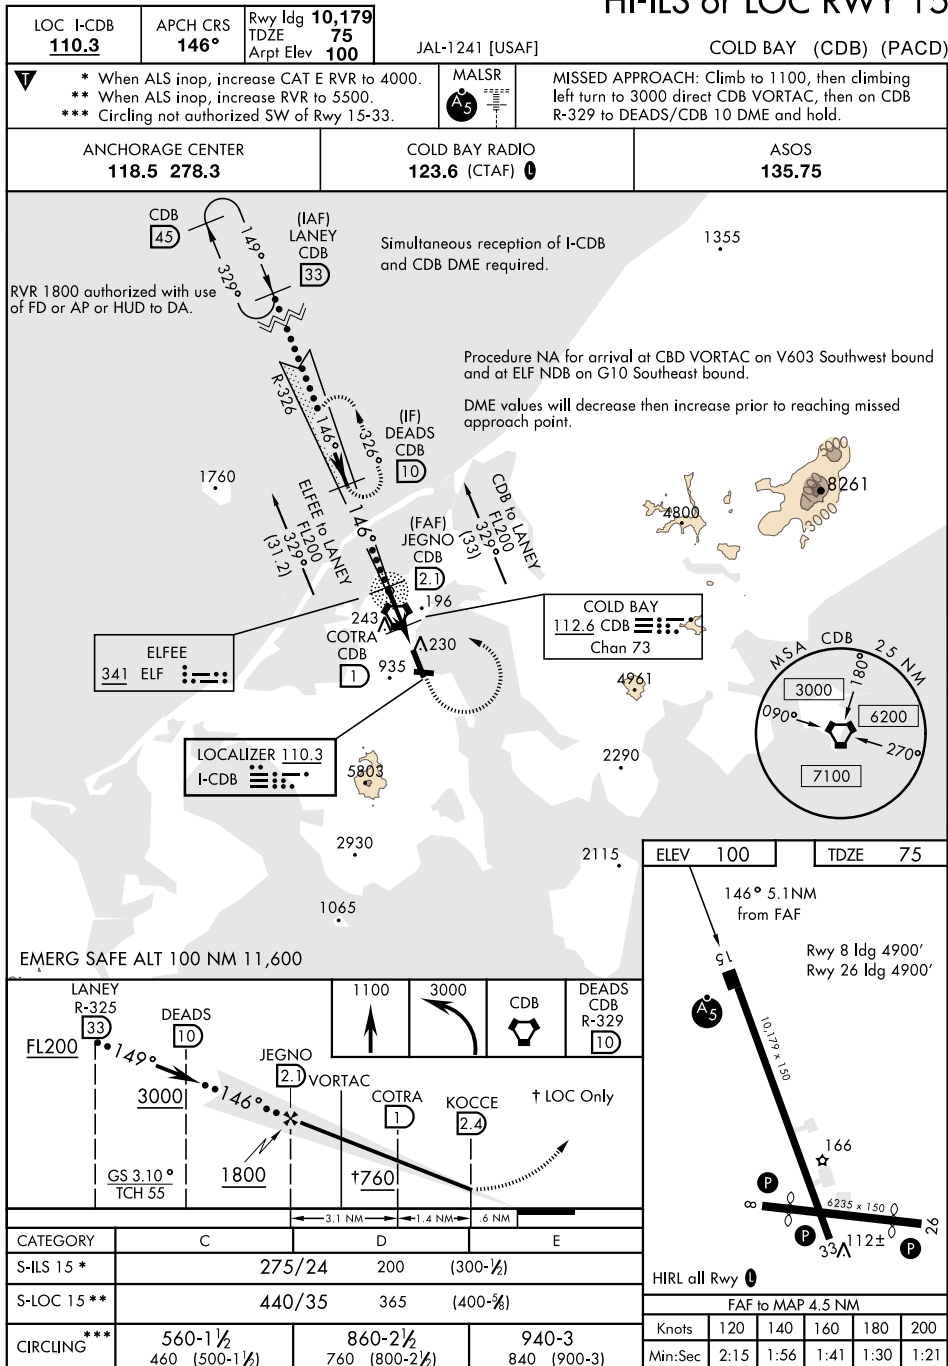 HI-ILS or LOC RWY 15
LOC I-CDB
110.3
APCH CRS
146°
Rwy ldg 10,179
TDZE 75
Arpt Elev 100
JAL-1241 [USAF]
COLD BAY (CDB) (PACD)
T
* When ALS inop, increase CAT E RVR to 4000.
** When ALS inop, increase RVR to 5500.
*** Circling not authorized SW of Rwy 15-33.
MALSR
A5
MISSED APPROACH: Climb to 1100, then climbing
left turn to 3000 direct CDB VORTAC, then on CDB
R-329 to DEADS/CDB 10 DME and hold.
ANCHORAGE CENTER
118.5 278.3
COLD BAY RADIO
123.6 (CTAF) L
ASOS
135.75
CDB
45
149°
329°
(IAF)
LANEY
CDB
33
Simultaneous reception of I-CDB
and CDB DME required.
1355
RVR 1800 authorized with use
of FD or AP or HUD to DA.
Procedure NA for arrival at CBD VORTAC on V603 Southwest bound
and at ELF NDB on G10 Southeast bound.
DME values will decrease then increase prior to reaching missed
approach point.
R-326
146°
326°
(IF)
DEADS
CDB
10
1760
ELFEE to LANEY
FL200
329°
(31.2)
146°
CDB to LANEY
FL200
329°
(33)
8261
3000
4800
(FAF)
JEGNO
CDB
2.1
196
243
COTRA
CDB
1
230
935
COLD BAY
112.6 CDB
Chan 73
ELFEE
341 ELF
4961
MSA CDB 25 NM
180°
3000
090°
6200
270°
7100
LOCALIZER 110.3
I-CDB
5803
2290
2930
2115
1065
EMERG SAFE ALT 100 NM 11,600
ELEV 100
TDZE 75
146° 5.1NM
from FAF
Rwy 8 ldg 4900'
Rwy 26 ldg 4900'
15
A5
10,179 x 150
166
P
8
6235 x 150
26
P
33
112±
P
HIRL all Rwy L
LANEY
R-325
33
FL200
149°
DEADS
10
3000
146°
JEGNO
2.1
VORTAC
1800
GS 3.10°
TCH 55
COTRA
1
†760
KOCCE
2.4
† LOC Only
1100
3000
CDB
DEADS
CDB
R-329
10
3.1 NM
1.4 NM
.6 NM
CATEGORY C D E
S-ILS 15 * 275/24 200 (300-½)
S-LOC 15 ** 440/35 365 (400-⅝)
CIRCLING *** 560-1½ 860-2½ 940-3
460 (500-1½) 760 (800-2½) 840 (900-3)
FAF to MAP 4.5 NM
Knots 120 140 160 180 200
Min:Sec 2:15 1:56 1:41 1:30 1:21